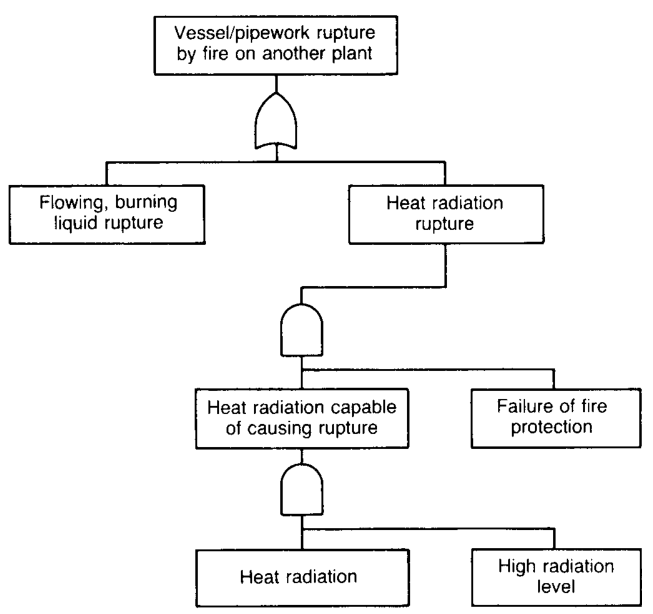 Vessel/pipework rupture
by fire on another plant
Flowing, burning
liquid rupture
Heat radiation
rupture
Heat radiation capable
of causing rupture
Failure of fire
protection
Heat radiation
High radiation
level